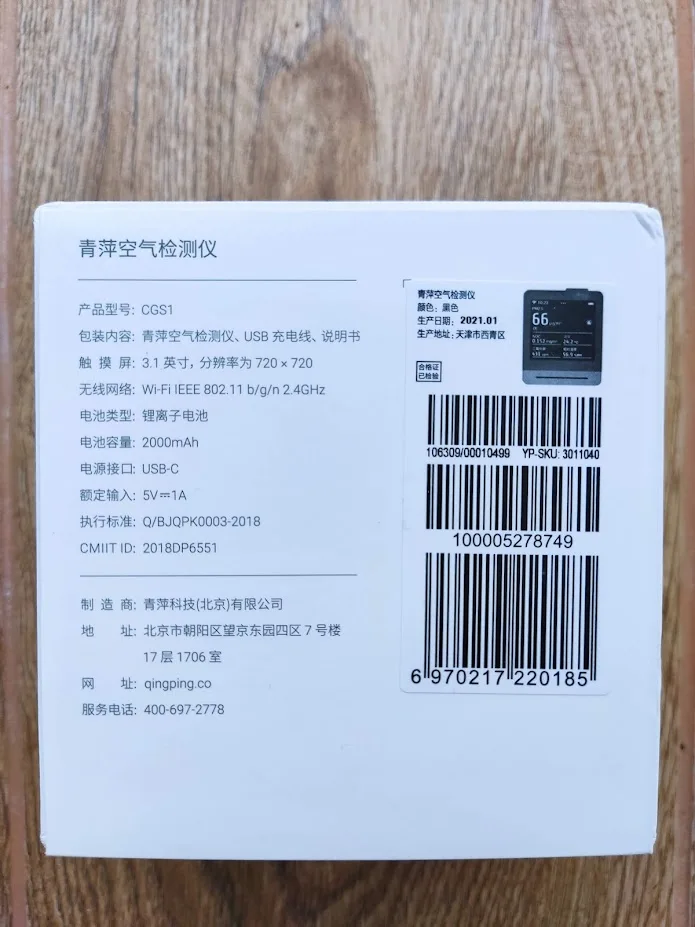 青萍空气检测仪
产品型号: CGS1
包装内容: 青萍空气检测仪、USB 充电线、说明书
触 摸 屏: 3.1 英寸，分辨率为 720 × 720
无线网络: Wi-Fi IEEE 802.11 b/g/n 2.4GHz
电池类型: 锂离子电池
电池容量: 2000mAh
电源接口: USB-C
额定输入: 5V⎓1A
执行标准: Q/BJQPK0003-2018
CMIIT ID: 2018DP6551
制 造 商: 青萍科技(北京)有限公司
地 址: 北京市朝阳区望京东园四区 7 号楼
17 层 1706 室
网 址: qingping.co
服务电话: 400-697-2778
青萍空气检测仪
颜色: 黑色
生产日期: 2021.01
生产地址: 天津市西青区
合格证
已检验
66
106309/00010499 YP-SKU: 3011040
100005278749
6 970217 220185